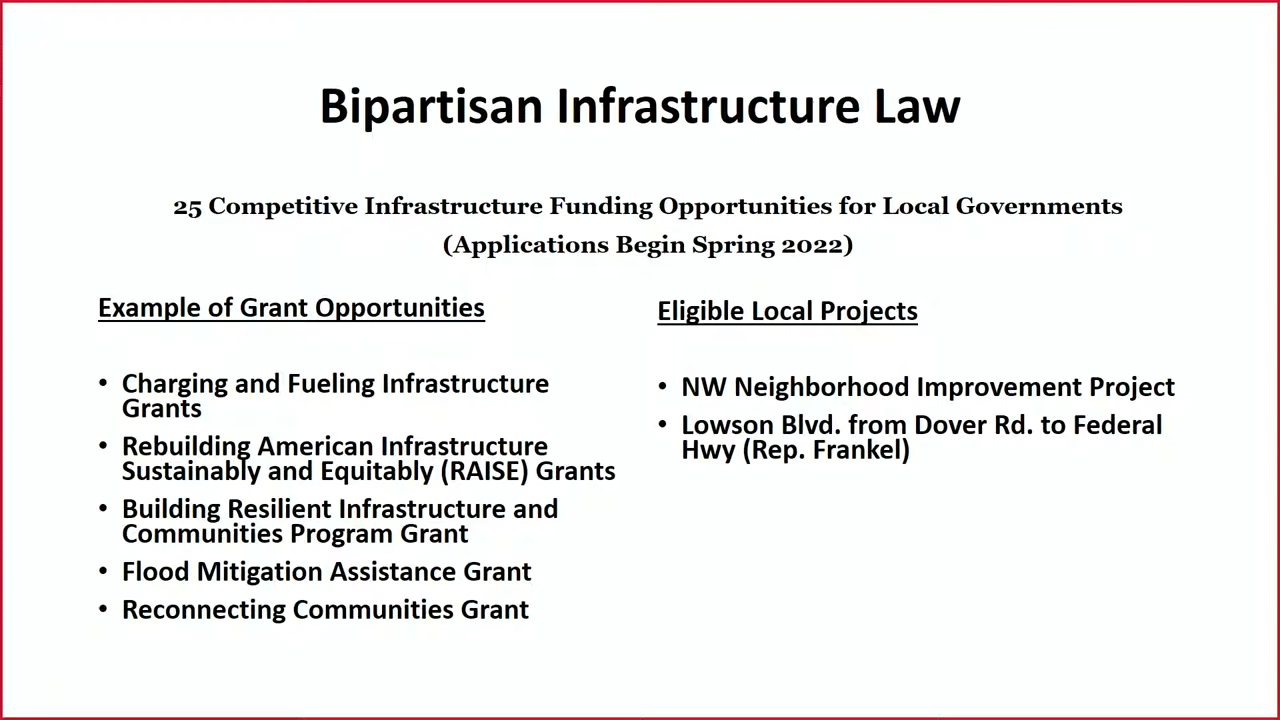 Bipartisan Infrastructure Law
25 Competitive Infrastructure Funding Opportunities for Local Governments
(Applications Begin Spring 2022)
Example of Grant Opportunities
• Charging and Fueling Infrastructure
Grants
• Rebuilding American Infrastructure
Sustainably and Equitably (RAISE) Grants
• Building Resilient Infrastructure and
Communities Program Grant
• Flood Mitigation Assistance Grant
• Reconnecting Communities Grant
Eligible Local Projects
• NW Neighborhood Improvement Project
• Lowson Blvd. from Dover Rd. to Federal
Hwy (Rep. Frankel)